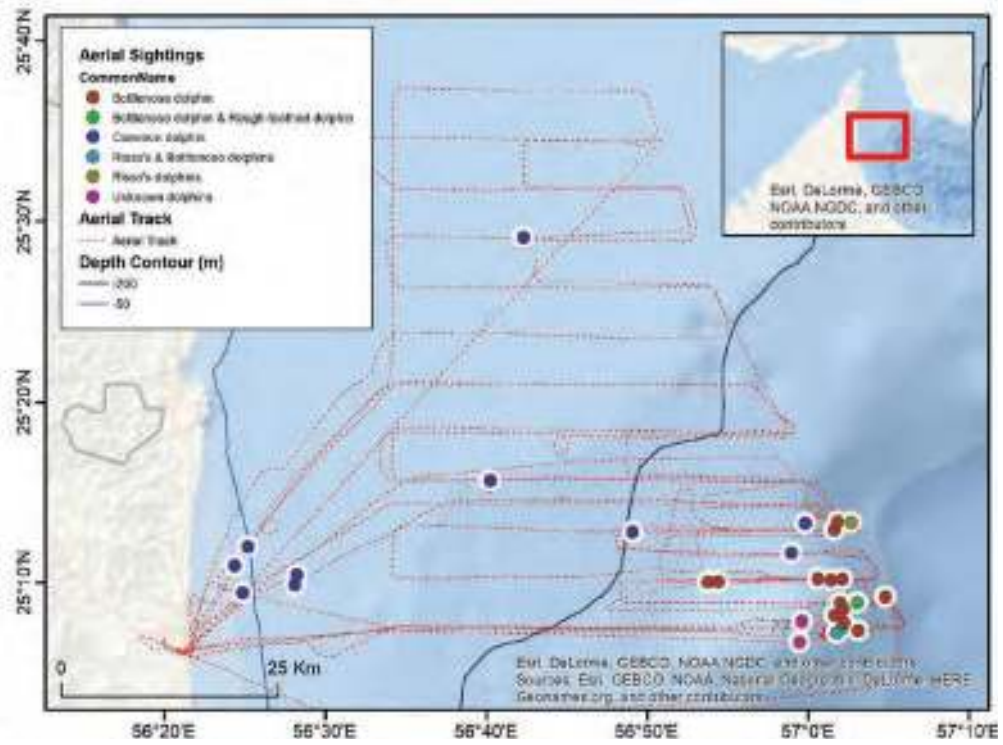 25°40'N
25°30'N
25°20'N
25°10'N
Aerial Sightings
CommonName
Bottlenose dolphin
Bottlenose dolphin & Rough-toothed dolphin
Common dolphin
Risso's & Bottlenose dolphins
Risso's dolphins
Unknown dolphins
Aerial Track
Aerial Track
Depth Contour (m)
-200
-50
Esri, DeLorme, GEBCO,
NOAA NGDC, and other
contributors
0 25 Km
Esri, DeLorme, GEBCO, NOAA NGDC, and other contributors
Sources: Esri, GEBCO, NOAA, National Geographic, DeLorme, HERE,
Geonames.org, and other contributors
56°20'E 56°30'E 56°40'E 56°50'E 57°0'E 57°10'E